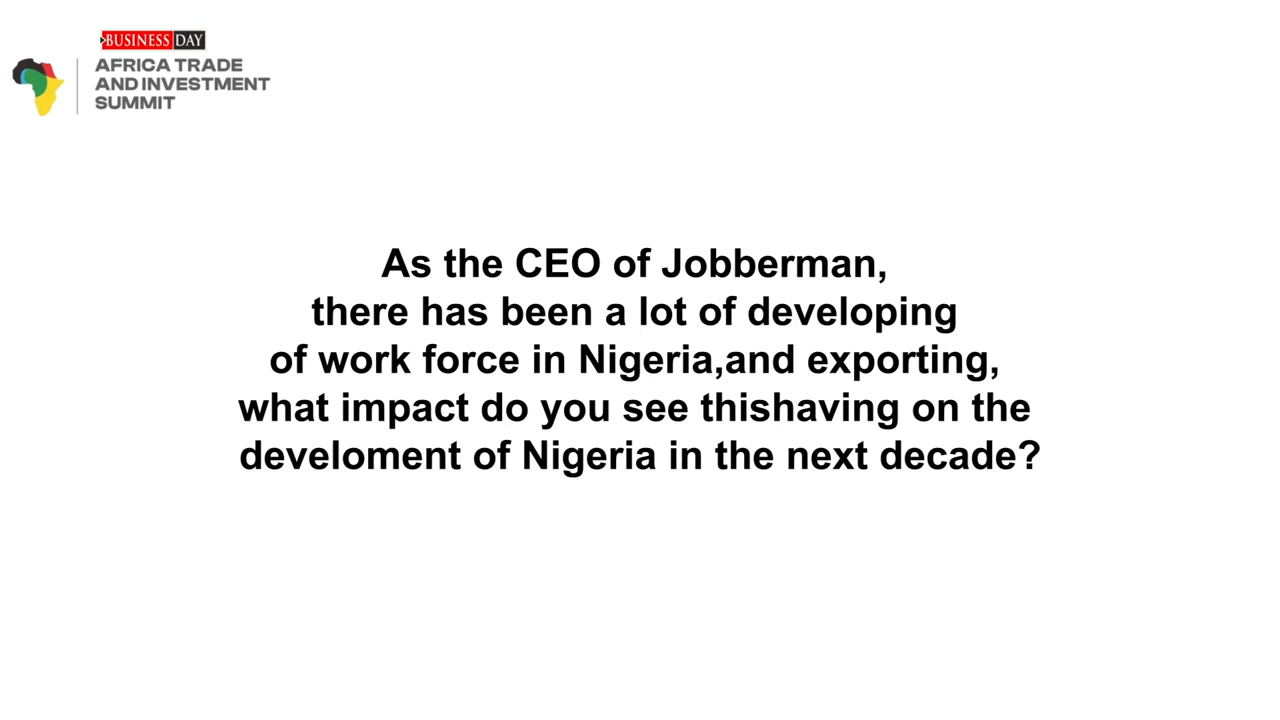 BUSINESS DAY
AFRICA TRADE
AND INVESTMENT
SUMMIT
As the CEO of Jobberman,
there has been a lot of developing
of work force in Nigeria,and exporting,
what impact do you see thishaving on the
develoment of Nigeria in the next decade?